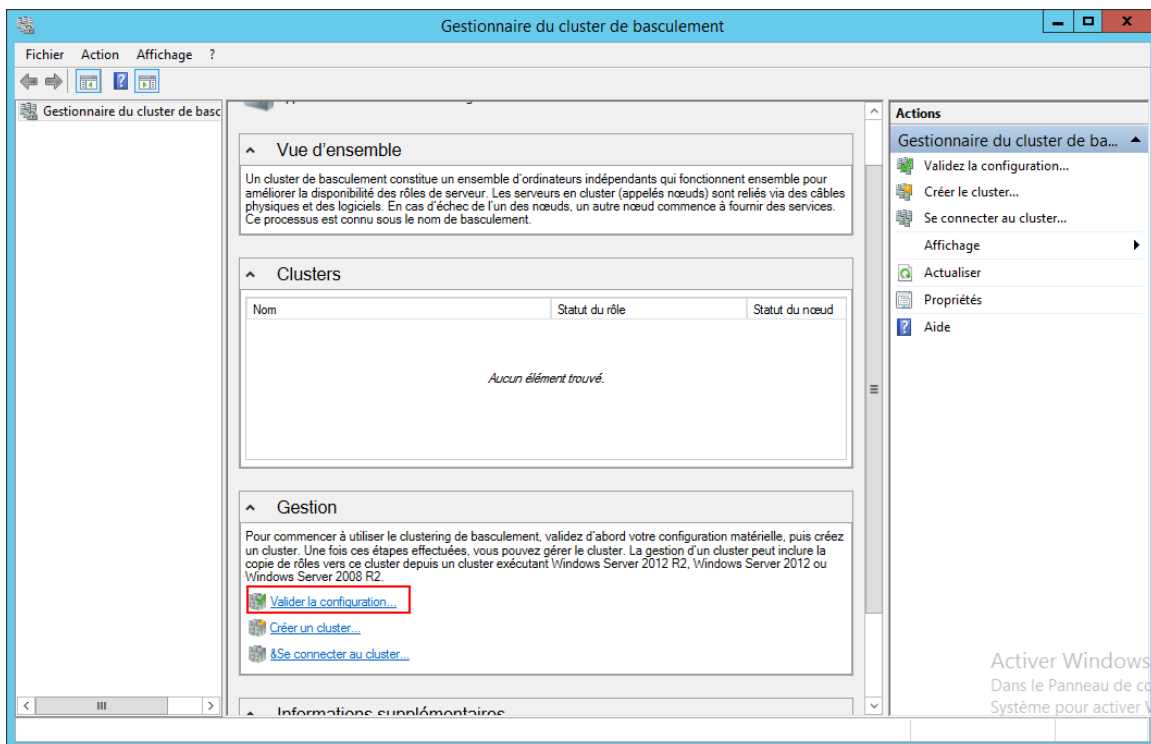 Gestionnaire du cluster de basculement
Fichier Action Affichage ?
Gestionnaire du cluster de basc
Vue d'ensemble
Un cluster de basculement constitue un ensemble d'ordinateurs indépendants qui fonctionnent ensemble pour
améliorer la disponibilité des rôles de serveur. Les serveurs en cluster (appelés nœuds) sont reliés via des câbles
physiques et des logiciels. En cas d'échec de l'un des nœuds, un autre nœud commence à fournir des services.
Ce processus est connu sous le nom de basculement.
Clusters
Nom Statut du rôle Statut du nœud
Aucun élément trouvé.
Gestion
Pour commencer à utiliser le clustering de basculement, validez d'abord votre configuration matérielle, puis créez
un cluster. Une fois ces étapes effectuées, vous pouvez gérer le cluster. La gestion d'un cluster peut inclure la
copie de rôles vers ce cluster depuis un cluster exécutant Windows Server 2012 R2, Windows Server 2012 ou
Windows Server 2008 R2.
Valider la configuration...
Créer un cluster...
&Se connecter au cluster...
Informations supplémentaires
Actions
Gestionnaire du cluster de ba...
Validez la configuration...
Créer le cluster...
Se connecter au cluster...
Affichage
Actualiser
Propriétés
Aide
Activer Windows
Dans le Panneau de co
Système pour activer